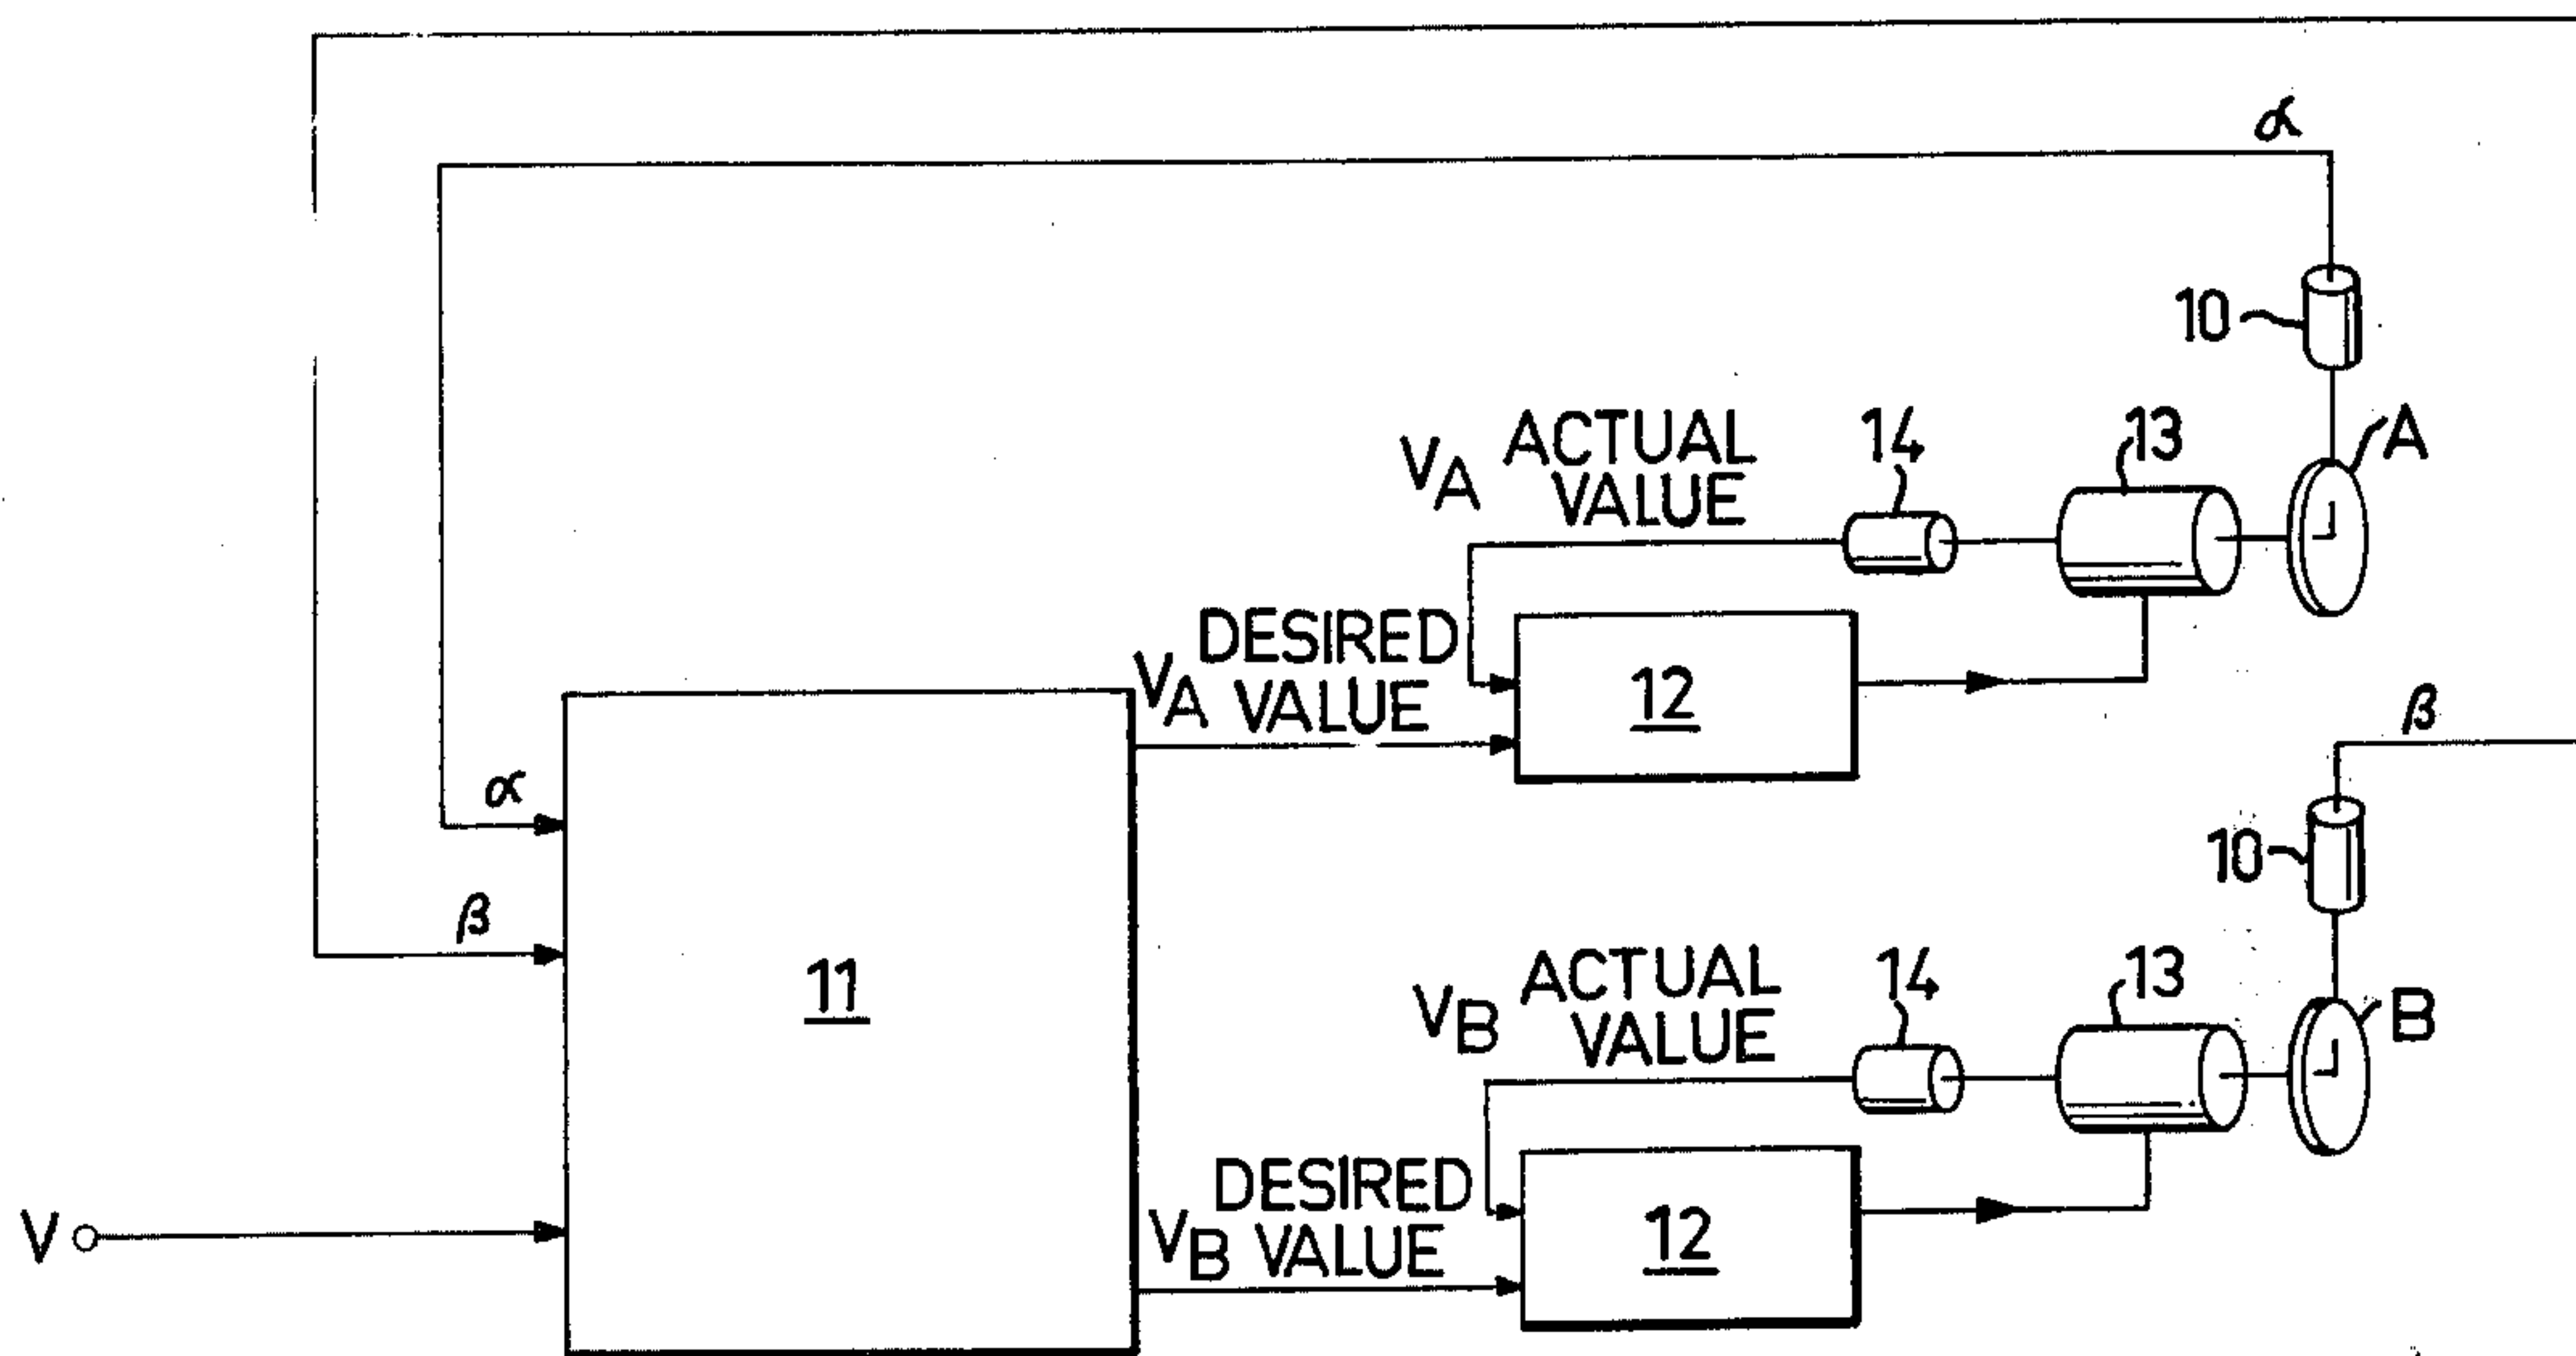 α
10
14
13
A
VA ACTUAL
VALUE
DESIRED
VA VALUE
12
β
α
10
β
11
14
13
B
VB ACTUAL
VALUE
DESIRED
VB VALUE
12
V